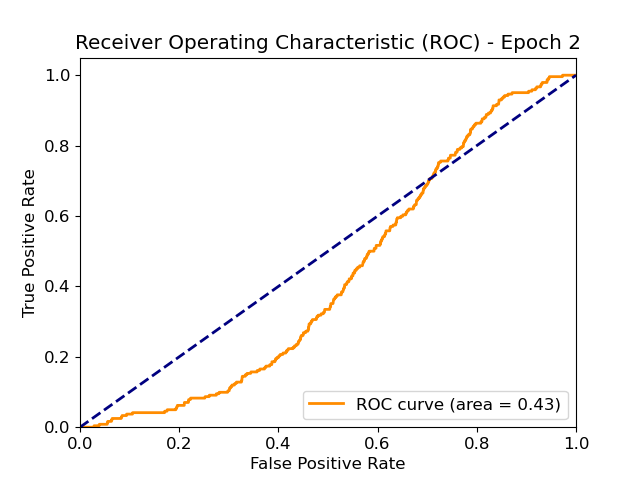 Receiver Operating Characteristic (ROC) - Epoch 2
True Positive Rate
1.0
0.8
0.6
0.4
0.2
0.0
ROC curve (area = 0.43)
0.0 0.2 0.4 0.6 0.8 1.0
False Positive Rate